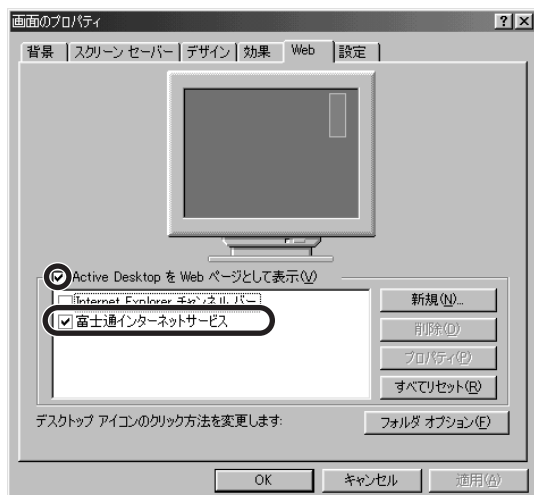 画面のプロパティ
背景 スクリーン セーバー デザイン 効果 Web 設定
Active Desktop を Web ページとして表示(V)
Internet Explorer チャンネル バー
富士通インターネットサービス
新規(N)...
削除(D)
プロパティ(P)
すべてリセット(R)
デスクトップ アイコンのクリック方法を変更します:
フォルダ オプション(F)
OK キャンセル 適用(A)